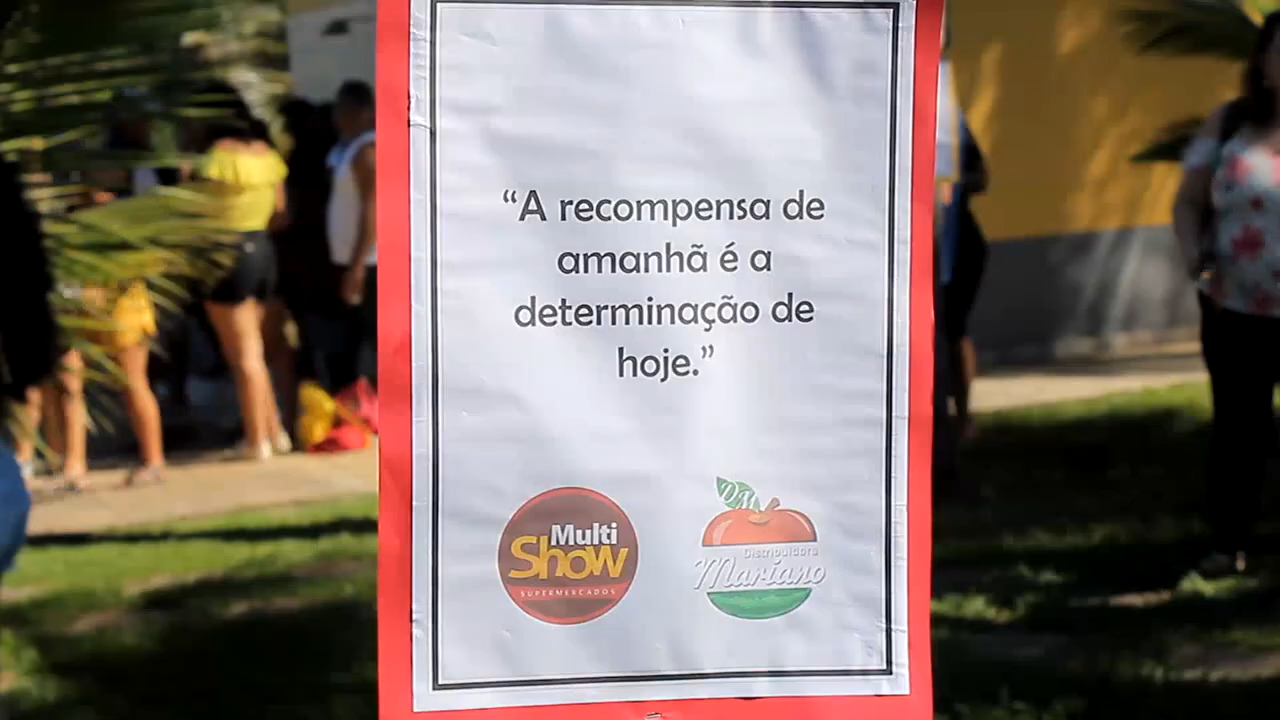 “A recompensa de
amanhã é a
determinação de
hoje.”
Multi
Show
SUPERMERCADOS
DM
Distribuidora
Mariano